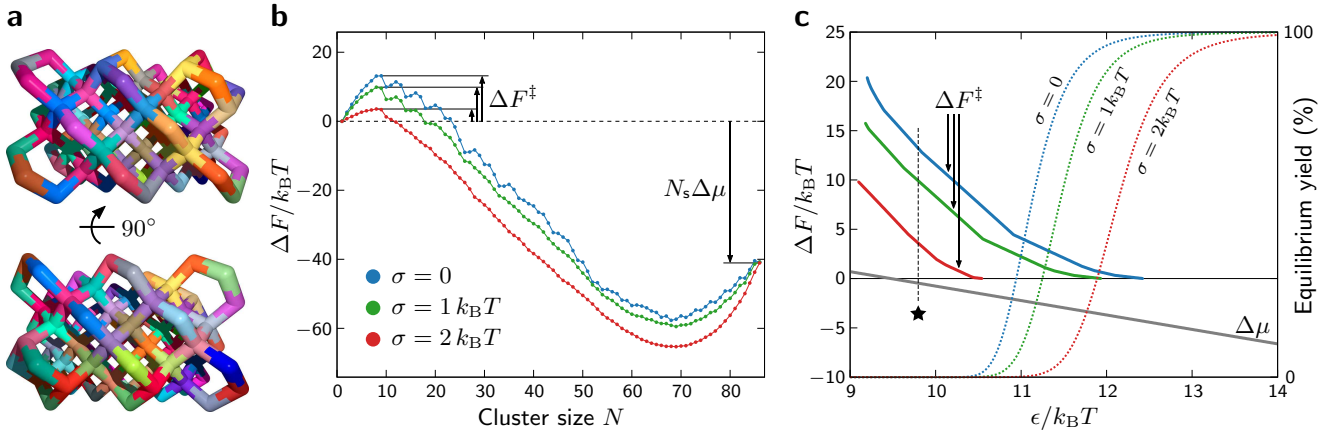 a
90°
b
ΔF/k_BT
20
0
−20
−40
−60
ΔF‡
N_sΔμ
σ = 0
σ = 1 k_BT
σ = 2 k_BT
0
10
20
30
40
50
60
70
80
Cluster size N
c
ΔF/k_BT
25
20
15
10
5
0
−5
−10
ΔF‡
σ = 0
σ = 1k_BT
σ = 2k_BT
Δμ
9
10
11
12
13
14
ϵ/k_BT
100
0
Equilibrium yield (%)